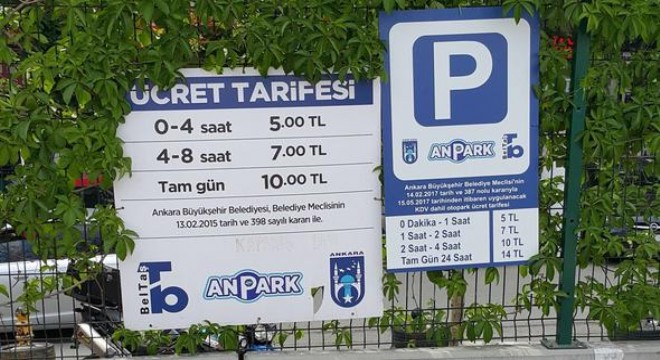 ÜCRET TARİFESİ
0-4 saat 5.00 TL
4-8 saat 7.00 TL
Tam gün 10.00 TL
Ankara Büyükşehir Belediyesi, Belediye Meclisinin
13.02.2015 tarih ve 398 sayılı kararı ile.
BelTaş
Tb
ANPARK
ANKARA
P
ANPARK
Tb
Ankara Büyükşehir Belediye Meclisi'nin
14.02.2017 tarih ve 387 nolu kararıyla
15.05.2017 tarihinden itibaren uygulanacak
KDV dahil otopark ücret tarifesi
0 Dakika - 1 Saat 5 TL
1 Saat - 2 Saat 7 TL
2 Saat - 4 Saat 10 TL
Tam Gün 24 Saat 14 TL